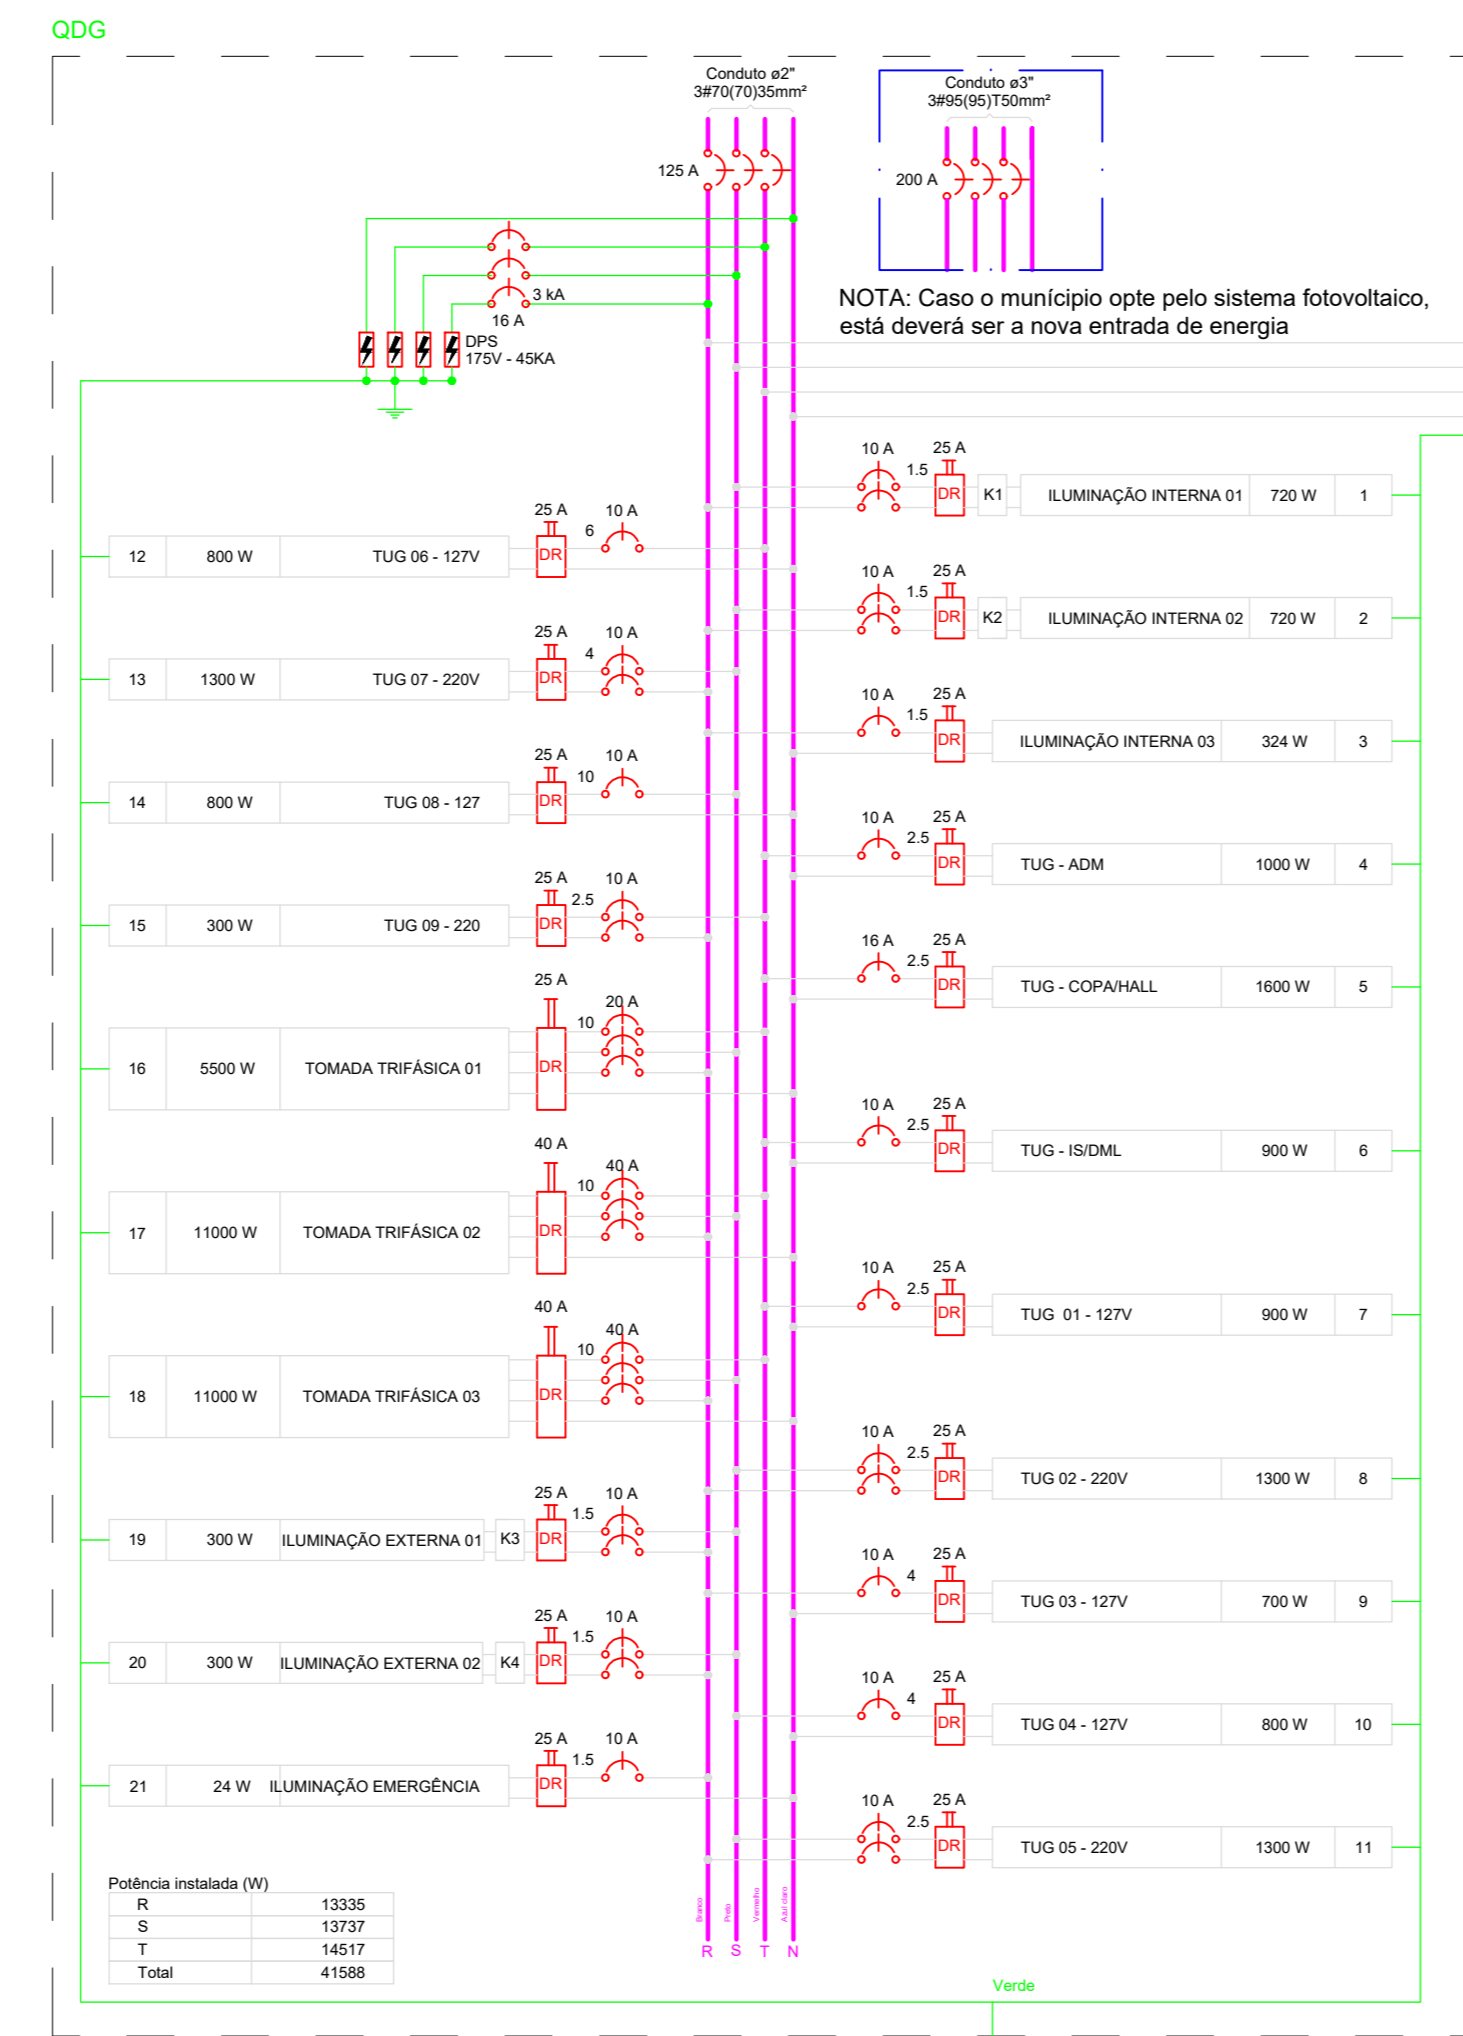 QDG
Conduto ø2"
3#70(70)35mm²
125 A
Conduto ø3"
3#95(95)T50mm²
200 A
NOTA: Caso o munícipio opte pelo sistema fotovoltaico,
está deverá ser a nova entrada de energia
3 kA
16 A
DPS
175V - 45KA
10 A 1.5 25 A DR K1 ILUMINAÇÃO INTERNA 01 720 W 1
10 A 1.5 25 A DR K2 ILUMINAÇÃO INTERNA 02 720 W 2
10 A 1.5 25 A DR ILUMINAÇÃO INTERNA 03 324 W 3
10 A 2.5 25 A DR TUG - ADM 1000 W 4
16 A 2.5 25 A DR TUG - COPA/HALL 1600 W 5
10 A 2.5 25 A DR TUG - IS/DML 900 W 6
10 A 2.5 25 A DR TUG 01 - 127V 900 W 7
10 A 2.5 25 A DR TUG 02 - 220V 1300 W 8
10 A 4 25 A DR TUG 03 - 127V 700 W 9
10 A 4 25 A DR TUG 04 - 127V 800 W 10
10 A 2.5 25 A DR TUG 05 - 220V 1300 W 11
12 800 W TUG 06 - 127V 25 A DR 6 10 A
13 1300 W TUG 07 - 220V 25 A DR 4 10 A
14 800 W TUG 08 - 127 25 A DR 10 10 A
15 300 W TUG 09 - 220 25 A DR 2.5 10 A
16 5500 W TOMADA TRIFÁSICA 01 25 A DR 10 20 A
17 11000 W TOMADA TRIFÁSICA 02 40 A DR 10 40 A
18 11000 W TOMADA TRIFÁSICA 03 40 A DR 10 40 A
19 300 W ILUMINAÇÃO EXTERNA 01 K3 25 A DR 1.5 10 A
20 300 W ILUMINAÇÃO EXTERNA 02 K4 25 A DR 1.5 10 A
21 24 W ILUMINAÇÃO EMERGÊNCIA 25 A DR 1.5 10 A
Potência instalada (W)
R 13335
S 13737
T 14517
Total 41588
Branco
Preto
Vermelho
Azul claro
R S T N
Verde